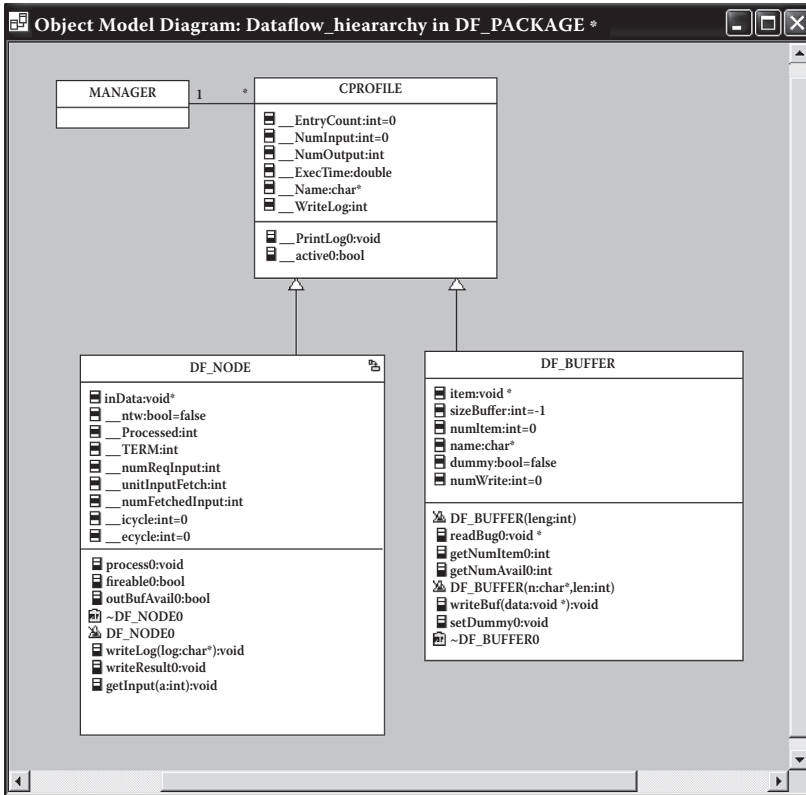 Object Model Diagram: Dataflow_hieararchy in DF_PACKAGE *
MANAGER
1
*
CPROFILE
__EntryCount:int=0
__NumInput:int=0
__NumOutput:int
__ExecTime:double
__Name:char*
__WriteLog:int
__PrintLog0:void
__active0:bool
DF_NODE
inData:void*
__ntw:bool=false
__Processed:int
__TERM:int
__numReqInput:int
__unitInputFetch:int
__numFetchedInput:int
__icycle:int=0
__ecycle:int=0
process0:void
fireable0:bool
outBufAvail0:bool
~DF_NODE0
DF_NODE0
writeLog(log:char*):void
writeResult0:void
getInput(a:int):void
DF_BUFFER
item:void *
sizeBuffer:int=-1
numItem:int=0
name:char*
dummy:bool=false
numWrite:int=0
DF_BUFFER(leng:int)
readBug0:void *
getNumItem0:int
getNumAvail0:int
DF_BUFFER(n:char*,len:int)
writeBuf(data:void *):void
setDummy0:void
~DF_BUFFER0